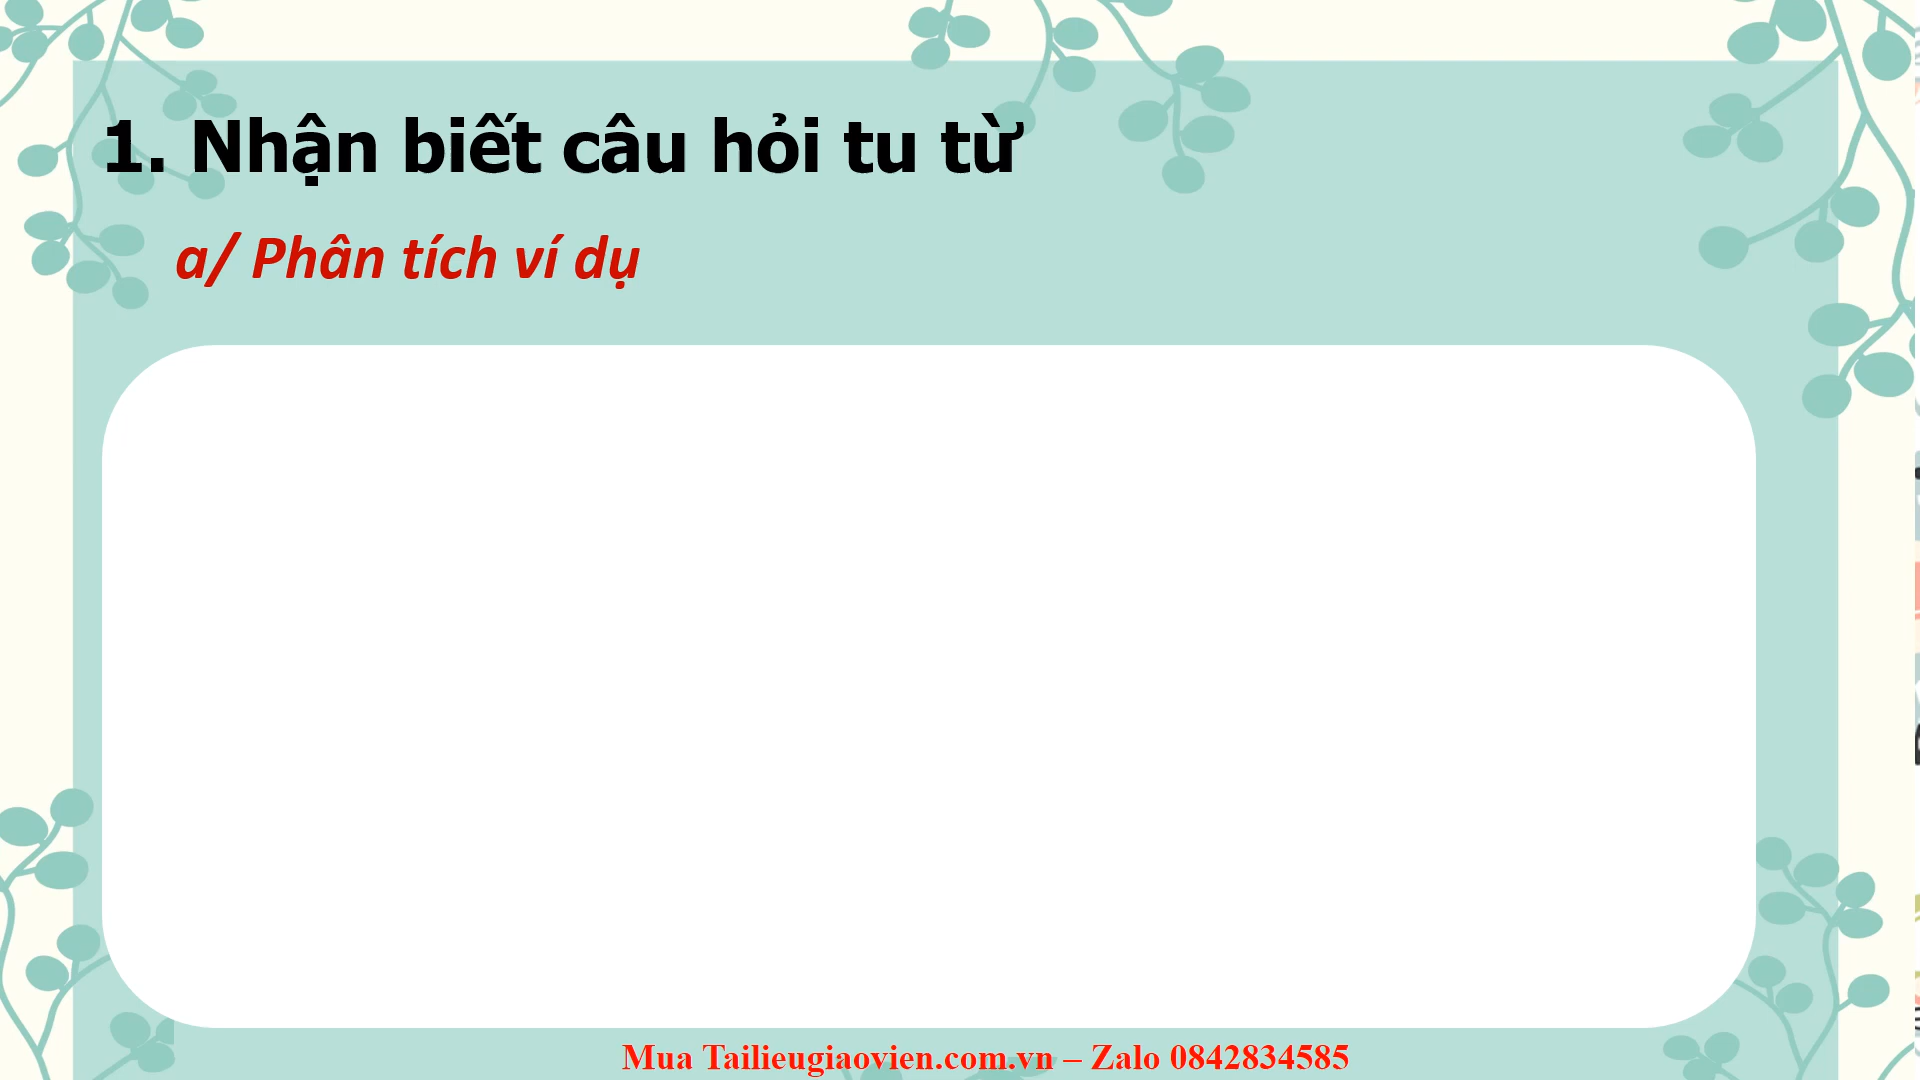 1. Nhận biết câu hỏi tu từ
a/ Phân tích ví dụ
Mua Tailieugiaovien.com.vn – Zalo 0842834585